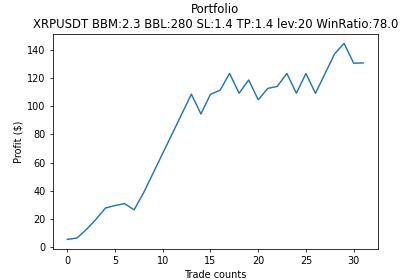 Portfolio
XRPUSDT BBM:2.3 BBL:280 SL:1.4 TP:1.4 lev:20 WinRatio:78.0
140
120
100
80
60
40
20
0
Profit ($)
0 5 10 15 20 25 30
Trade counts